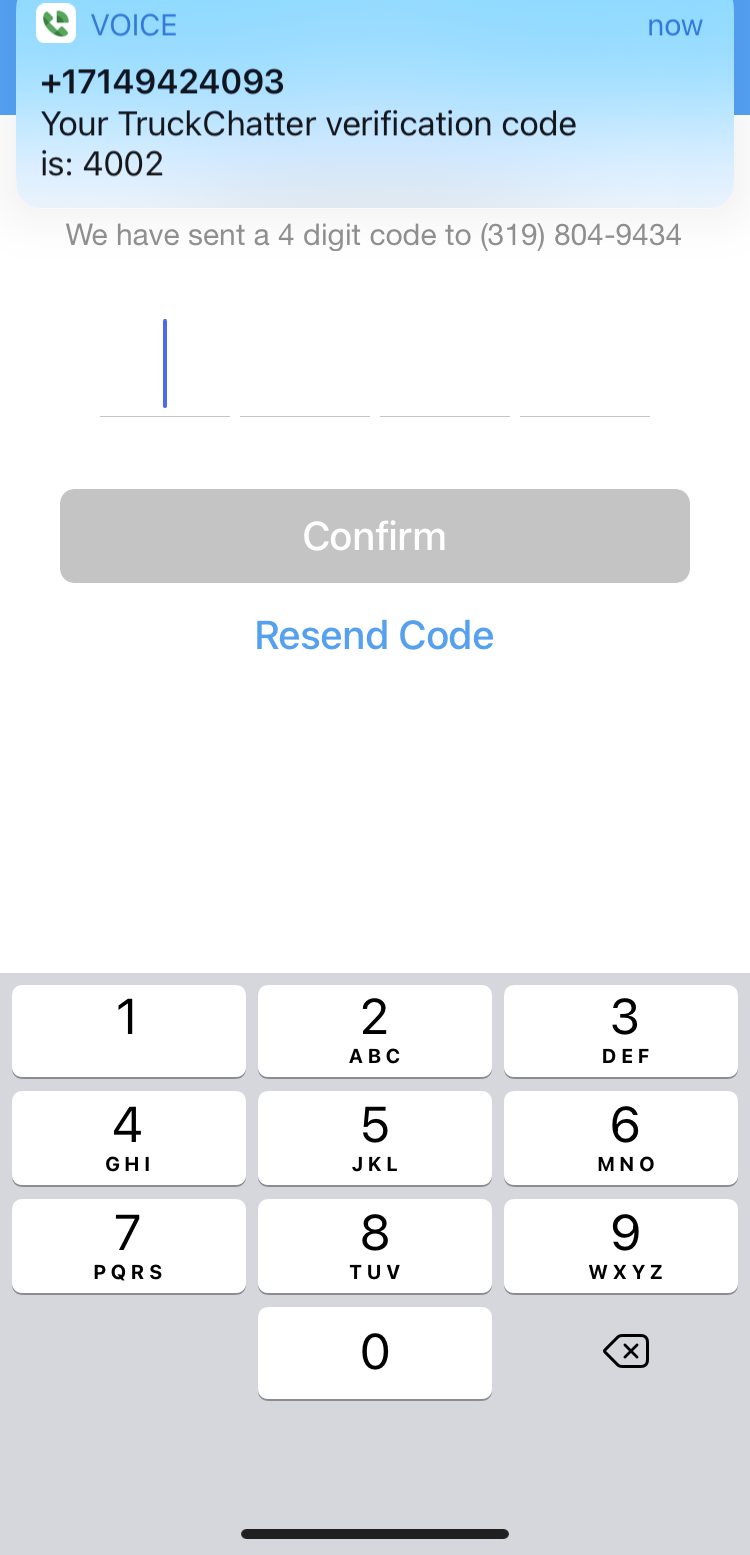 VOICE now
+17149424093
Your TruckChatter verification code
is: 4002
We have sent a 4 digit code to (319) 804-9434
Confirm
Resend Code
1 2 3
ABC DEF
4 5 6
GHI JKL MNO
7 8 9
PQRS TUV WXYZ
0